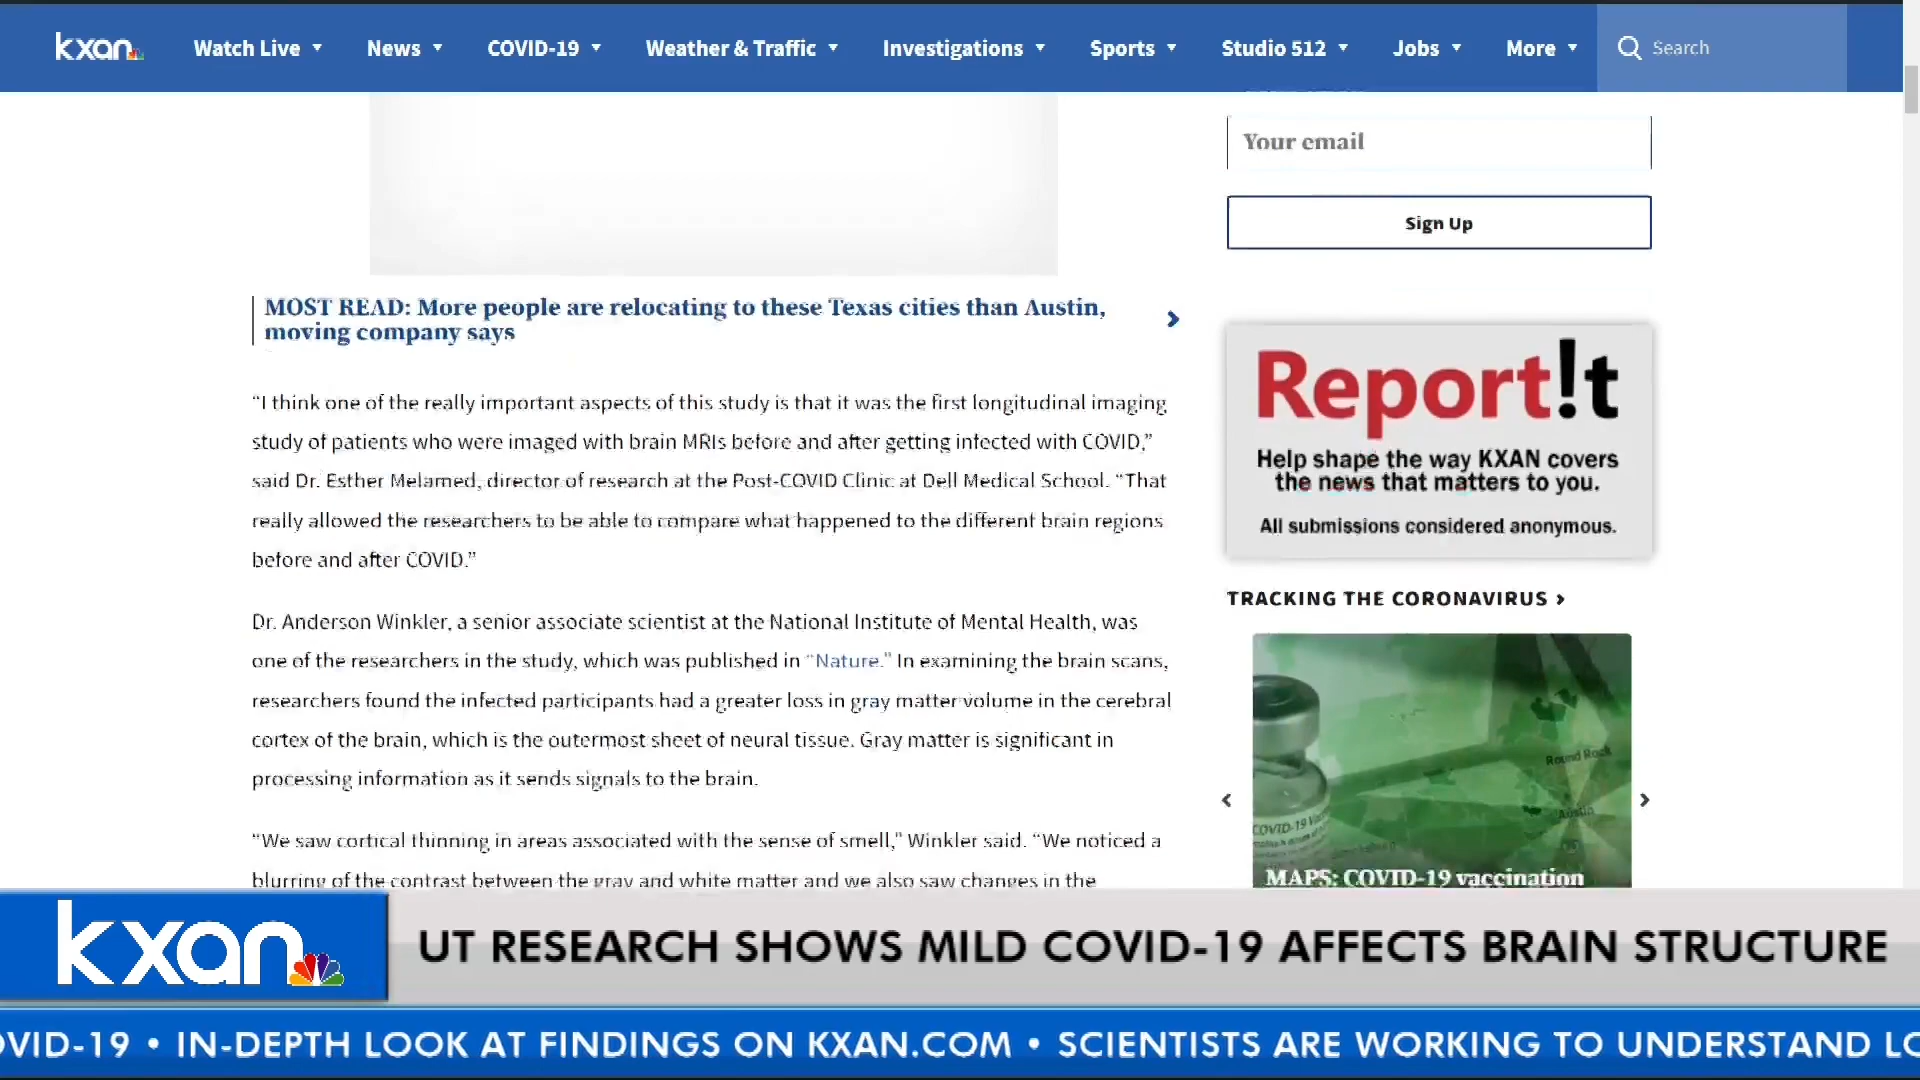 kxan
Watch Live
News
COVID-19
Weather & Traffic
Investigations
Sports
Studio 512
Jobs
More
Search
Your email
Sign Up
MOST READ: More people are relocating to these Texas cities than Austin,
moving company says
“I think one of the really important aspects of this study is that it was the first longitudinal imaging
study of patients who were imaged with brain MRIs before and after getting infected with COVID,”
said Dr. Esther Melamed, director of research at the Post-COVID Clinic at Dell Medical School. “That
really allowed the researchers to be able to compare what happened to the different brain regions
before and after COVID.”
Dr. Anderson Winkler, a senior associate scientist at the National Institute of Mental Health, was
one of the researchers in the study, which was published in “Nature.” In examining the brain scans,
researchers found the infected participants had a greater loss in gray matter volume in the cerebral
cortex of the brain, which is the outermost sheet of neural tissue. Gray matter is significant in
processing information as it sends signals to the brain.
“We saw cortical thinning in areas associated with the sense of smell,” Winkler said. “We noticed a
blurring of the contrast between the gray and white matter and we also saw changes in the
Report!t
Help shape the way KXAN covers
the news that matters to you.
All submissions considered anonymous.
TRACKING THE CORONAVIRUS ›
Round Rock
Austin
COVID-19
MAPS: COVID-19 vaccination
kxan
UT RESEARCH SHOWS MILD COVID-19 AFFECTS BRAIN STRUCTURE
OVID-19 • IN-DEPTH LOOK AT FINDINGS ON KXAN.COM • SCIENTISTS ARE WORKING TO UNDERSTAND LO